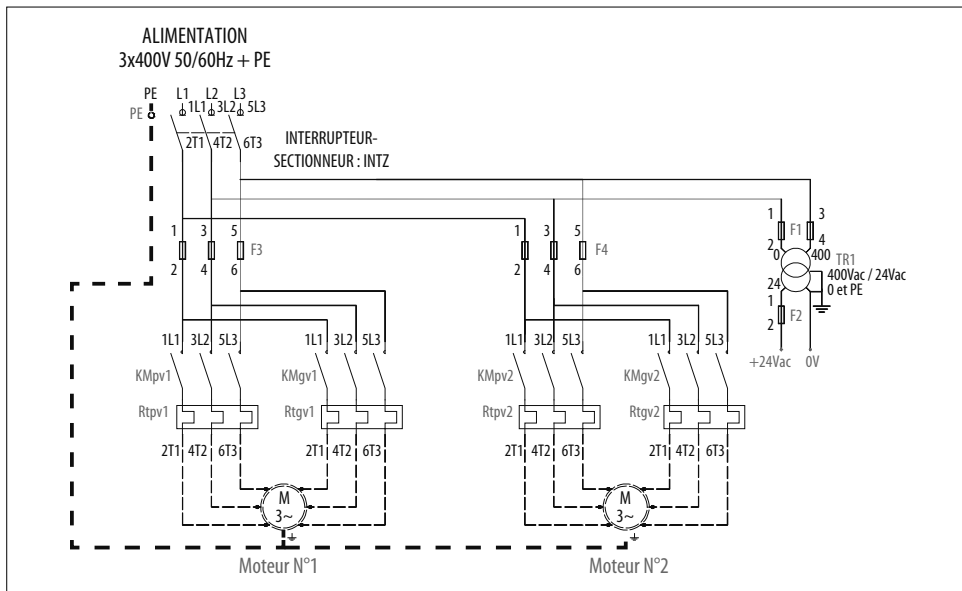 ALIMENTATION
3x400V 50/60Hz + PE
PE L1 L2 L3
PE 1L1 3L2 5L3
2T1 4T2 6T3
INTERRUPTEUR-
SECTIONNEUR : INTZ
1 3 5 F3
2 4 6
1 3 5 F4
2 4 6
1 F1 3
2 4
0 400 TR1
400Vac / 24Vac
0 et PE
24
1 F2
2
+24Vac 0V
1L1 3L2 5L3 1L1 3L2 5L3 1L1 3L2 5L3 1L1 3L2 5L3
KMpv1 KMgv1 KMpv2 KMgv2
Rtpv1 Rtgv1 Rtpv2 Rtgv2
2T1 4T2 6T3 2T1 4T2 6T3 2T1 4T2 6T3 2T1 4T2 6T3
M M
3~ 3~
Moteur N°1 Moteur N°2